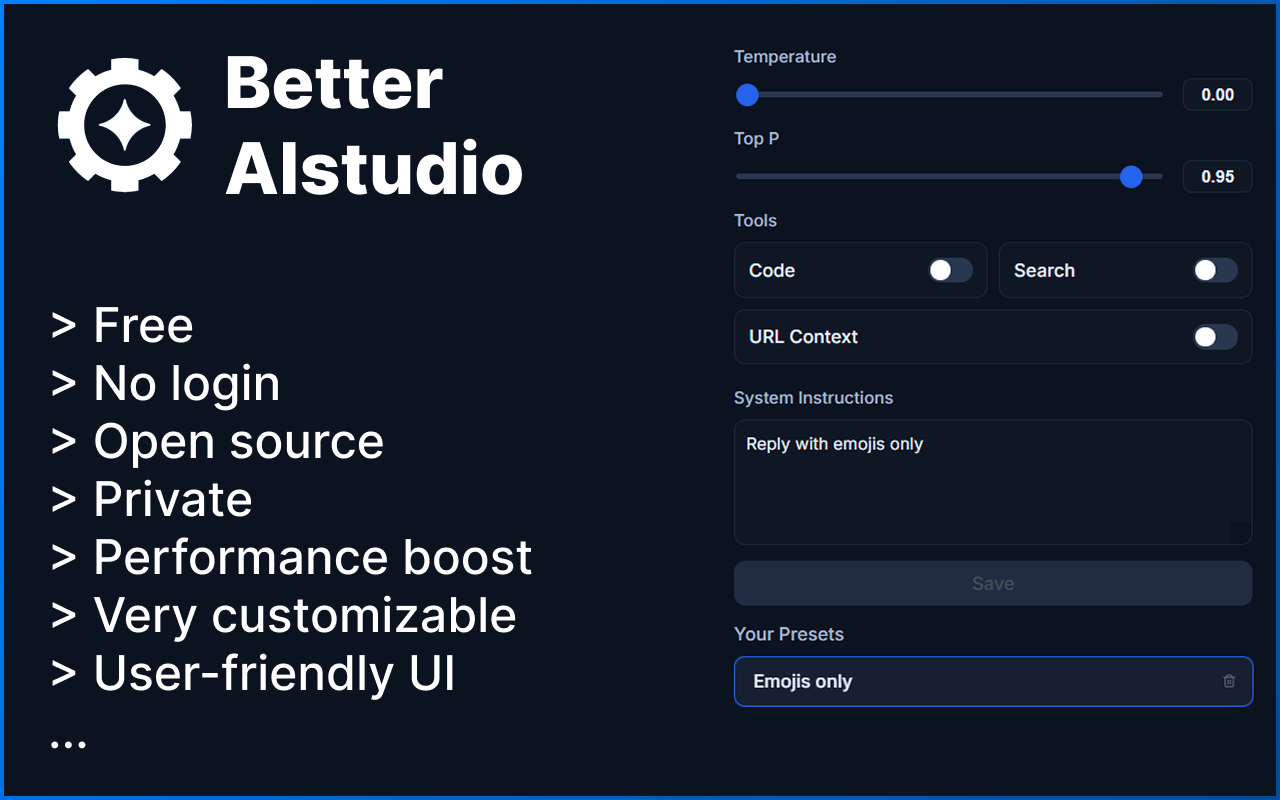 Better
AIstudio
> Free
> No login
> Open source
> Private
> Performance boost
> Very customizable
> User-friendly UI
...
Temperature
0.00
Top P
0.95
Tools
Code
Search
URL Context
System Instructions
Reply with emojis only
Save
Your Presets
Emojis only